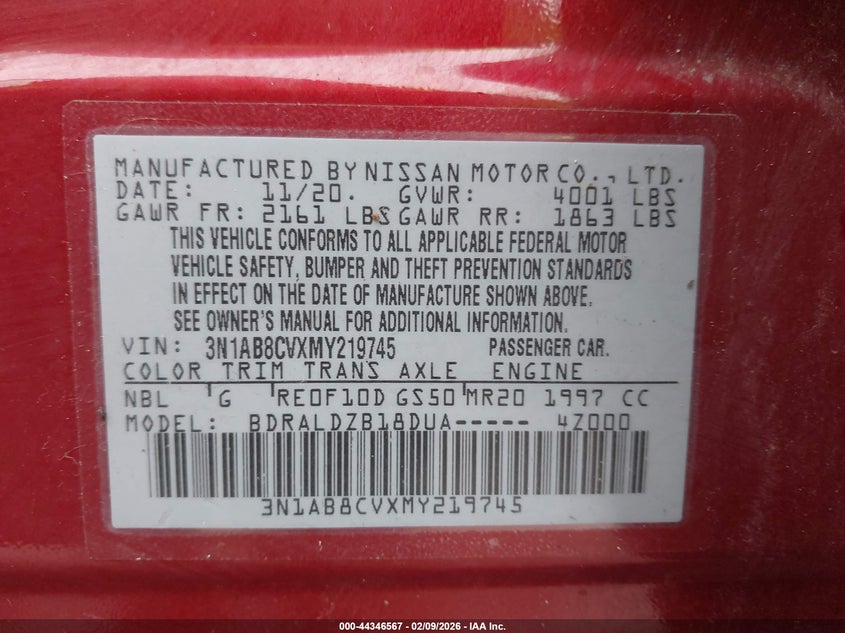 MANUFACTURED BY NISSAN MOTOR CO., LTD.
DATE: 11/20. GVWR: 4001 LBS
GAWR FR: 2161 LBS GAWR RR: 1863 LBS
THIS VEHICLE CONFORMS TO ALL APPLICABLE FEDERAL MOTOR
VEHICLE SAFETY, BUMPER AND THEFT PREVENTION STANDARDS
IN EFFECT ON THE DATE OF MANUFACTURE SHOWN ABOVE.
SEE OWNER'S MANUAL FOR ADDITIONAL INFORMATION.
VIN: 3N1AB8CVXMY219745 PASSENGER CAR.
COLOR TRIM TRANS AXLE ENGINE
NBL G RE0F10D GS50 MR20 1997 CC
MODEL: BDRALDZB18DUA----- 4Z000
3N1AB8CVXMY219745
000-44346567 - 02/09/2026 - IAA Inc.